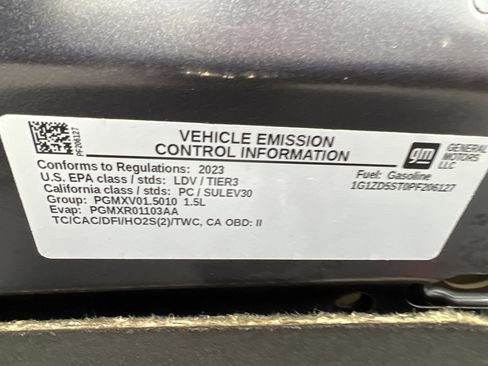 PF206127
VEHICLE EMISSION
CONTROL INFORMATION
gm
GENERAL
MOTORS
LLC
Conforms to Regulations: 2023
U.S. EPA class / stds: LDV / TIER3
California class / stds: PC / SULEV30
Group: PGMXV01.5010 1.5L
Evap: PGMXR01103AA
TC/CAC/DFI/HO2S(2)/TWC, CA OBD: II
Fuel: Gasoline
1G1ZD5ST0PF206127